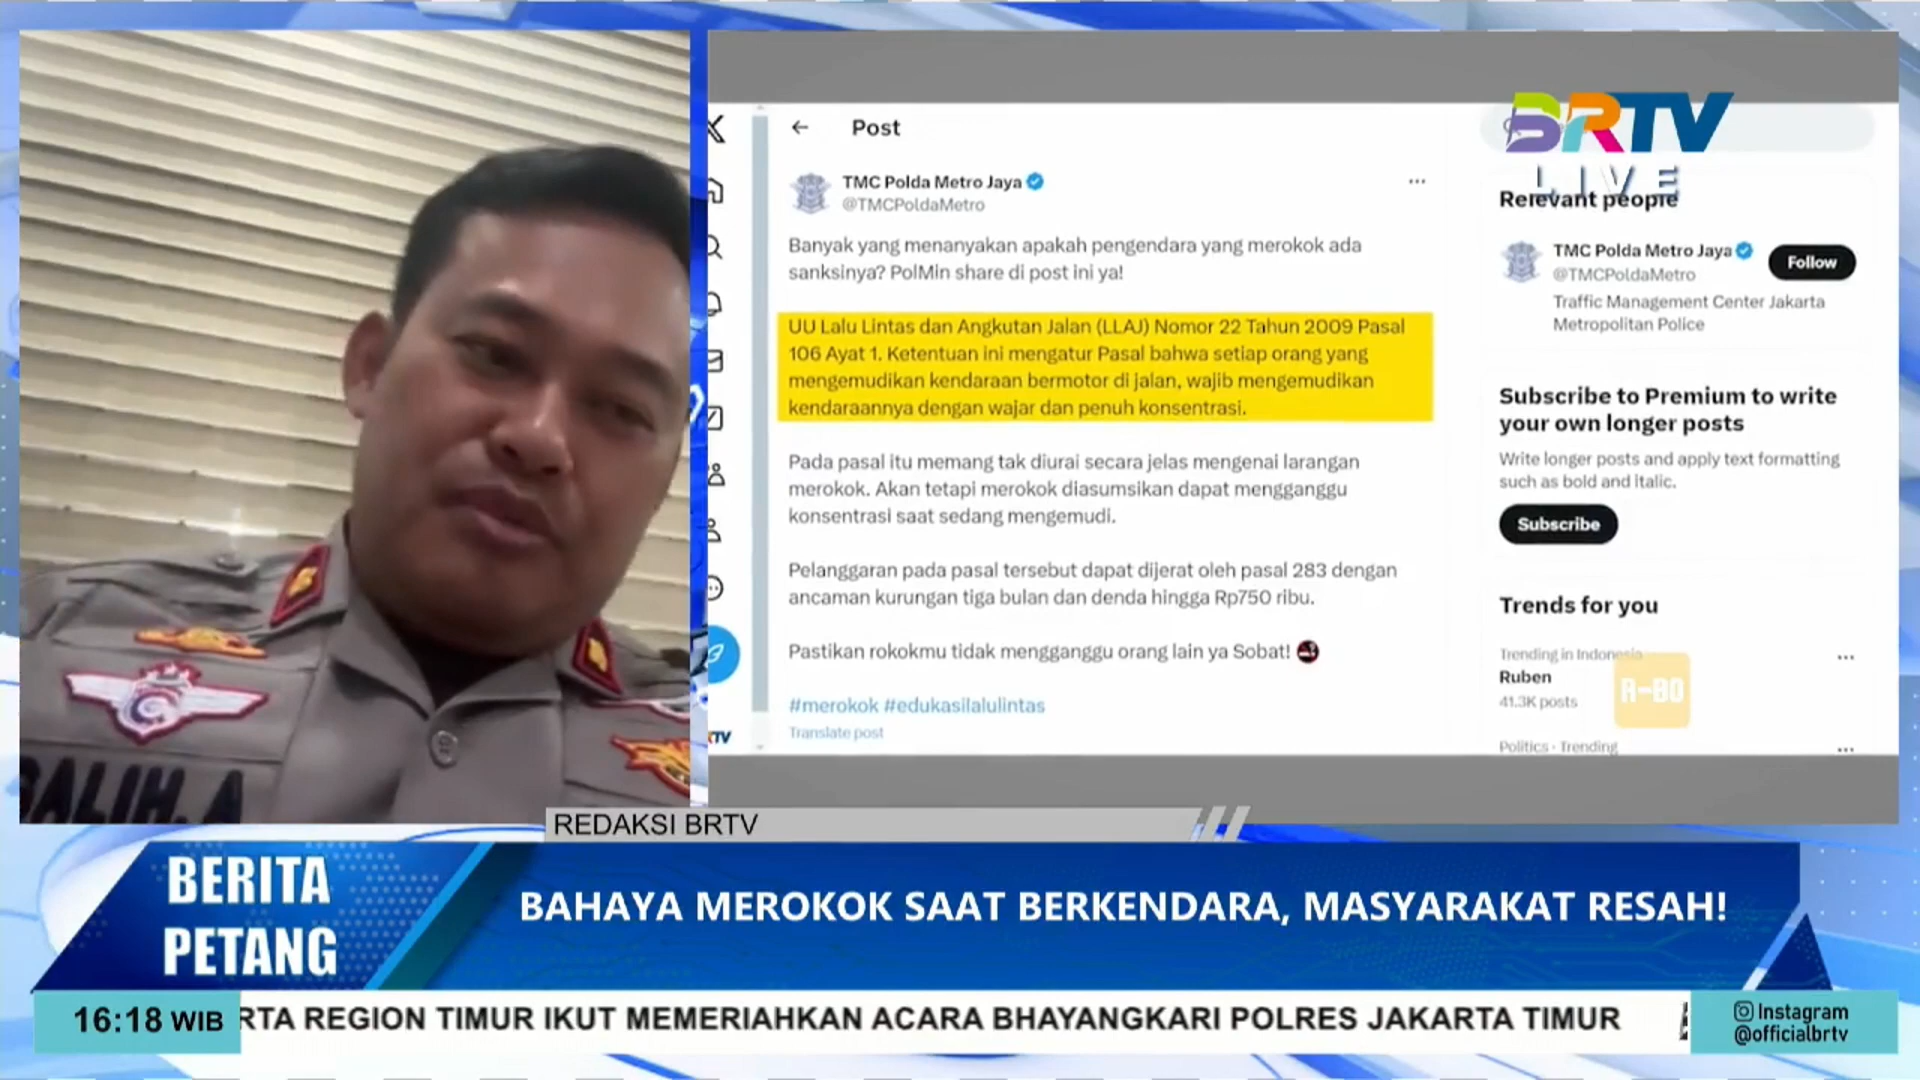 BRTV
LIVE
Post
TMC Polda Metro Jaya
@TMCPoldaMetro
Banyak yang menanyakan apakah pengendara yang merokok ada
sanksinya? PolMin share di post ini ya!
UU Lalu Lintas dan Angkutan Jalan (LLAJ) Nomor 22 Tahun 2009 Pasal
106 Ayat 1. Ketentuan ini mengatur Pasal bahwa setiap orang yang
mengemudikan kendaraan bermotor di jalan, wajib mengemudikan
kendaraannya dengan wajar dan penuh konsentrasi.
Pada pasal itu memang tak diurai secara jelas mengenai larangan
merokok. Akan tetapi merokok diasumsikan dapat mengganggu
konsentrasi saat sedang mengemudi.
Pelanggaran pada pasal tersebut dapat dijerat oleh pasal 283 dengan
ancaman kurungan tiga bulan dan denda hingga Rp750 ribu.
Pastikan rokokmu tidak mengganggu orang lain ya Sobat!
#merokok #edukasilalulintas
Translate post
Relevant people
TMC Polda Metro Jaya
@TMCPoldaMetro
Follow
Traffic Management Center Jakarta
Metropolitan Police
Subscribe to Premium to write
your own longer posts
Write longer posts and apply text formatting
such as bold and italic.
Subscribe
Trends for you
Trending in Indonesia
Ruben
41.3K posts
R-BO
Politics · Trending
TV
GALIH.A
REDAKSI BRTV
BERITA
PETANG
BAHAYA MEROKOK SAAT BERKENDARA, MASYARAKAT RESAH!
16:18 WIB
RTA REGION TIMUR IKUT MEMERIAHKAN ACARA BHAYANGKARI POLRES JAKARTA TIMUR
Instagram
@officialbrtv